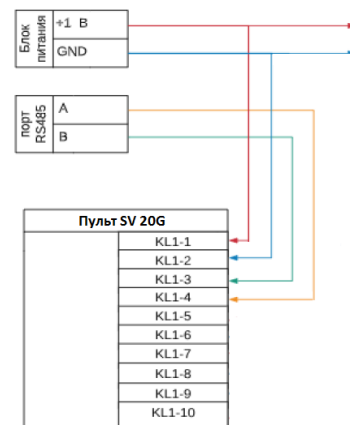 Блок
питания
÷1 В
GND
порт
RS485
A
B
Пульт SV 20G
KL1-1
KL1-2
KL1-3
KL1-4
KL1-5
KL1-6
KL1-7
KL1-8
KL1-9
KL1-10